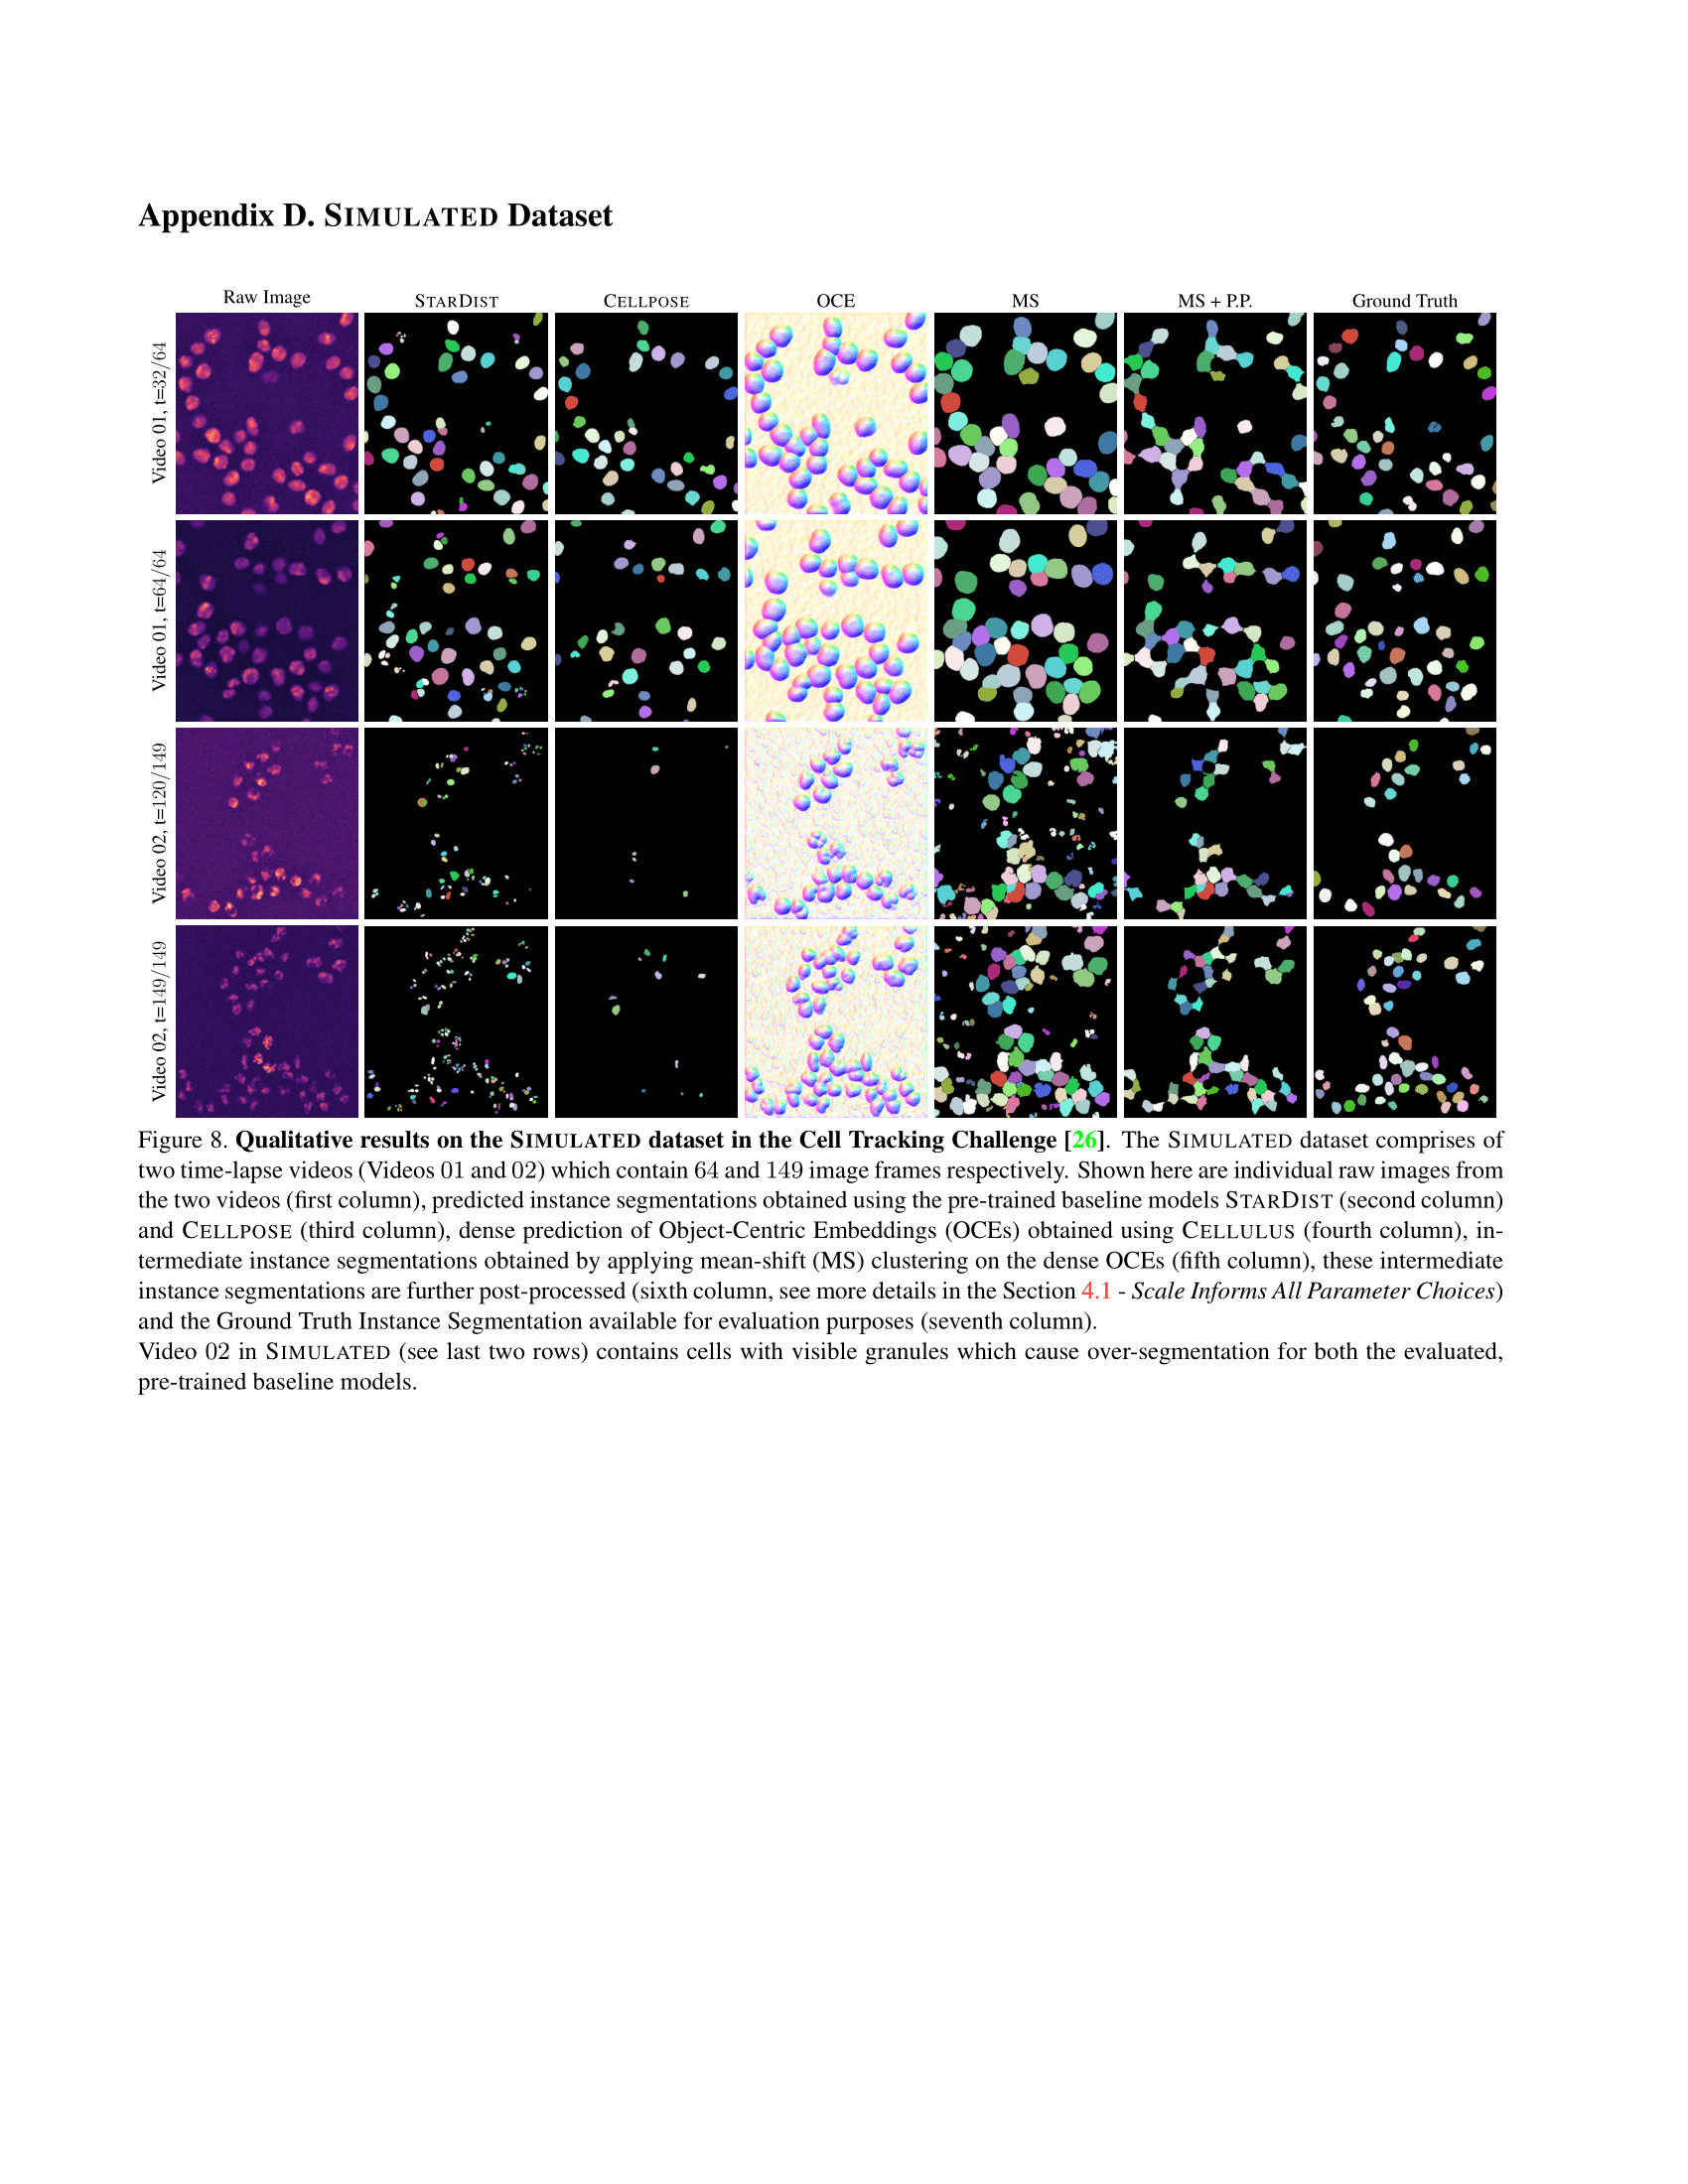 Appendix D. SIMULATED Dataset
Raw Image STARDIST CELLPOSE OCE MS MS + P.P. Ground Truth
Video 01, t=32/64
Video 01, t=64/64
Video 02, t=120/149
Video 02, t=149/149
Figure 8. Qualitative results on the SIMULATED dataset in the Cell Tracking Challenge [26]. The SIMULATED dataset comprises of
two time-lapse videos (Videos 01 and 02) which contain 64 and 149 image frames respectively. Shown here are individual raw images from
the two videos (first column), predicted instance segmentations obtained using the pre-trained baseline models STARDIST (second column)
and CELLPOSE (third column), dense prediction of Object-Centric Embeddings (OCEs) obtained using CELLULUS (fourth column), in-
termediate instance segmentations obtained by applying mean-shift (MS) clustering on the dense OCEs (fifth column), these intermediate
instance segmentations are further post-processed (sixth column, see more details in the Section 4.1 - Scale Informs All Parameter Choices)
and the Ground Truth Instance Segmentation available for evaluation purposes (seventh column).
Video 02 in SIMULATED (see last two rows) contains cells with visible granules which cause over-segmentation for both the evaluated,
pre-trained baseline models.